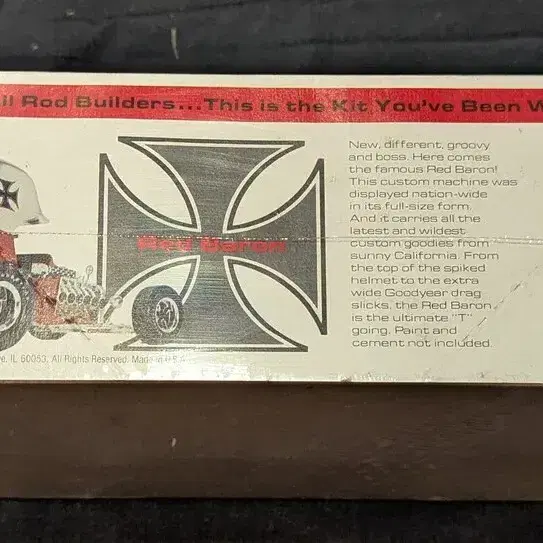 ll Rod Builders...This is the Kit You've Been W
New, different, groovy
and boss. Here comes
the famous Red Baron!
This custom machine was
displayed nation-wide
in its full-size form.
And it carries all the
latest and wildest
custom goodies from
sunny California. From
the top of the spiked
helmet to the extra
wide Goodyear drag
slicks, the Red Baron
is the ultimate "T"
going. Paint and
cement not included.
Red Baron
e, IL 60053. All Rights Reserved. Made in U.S.A.